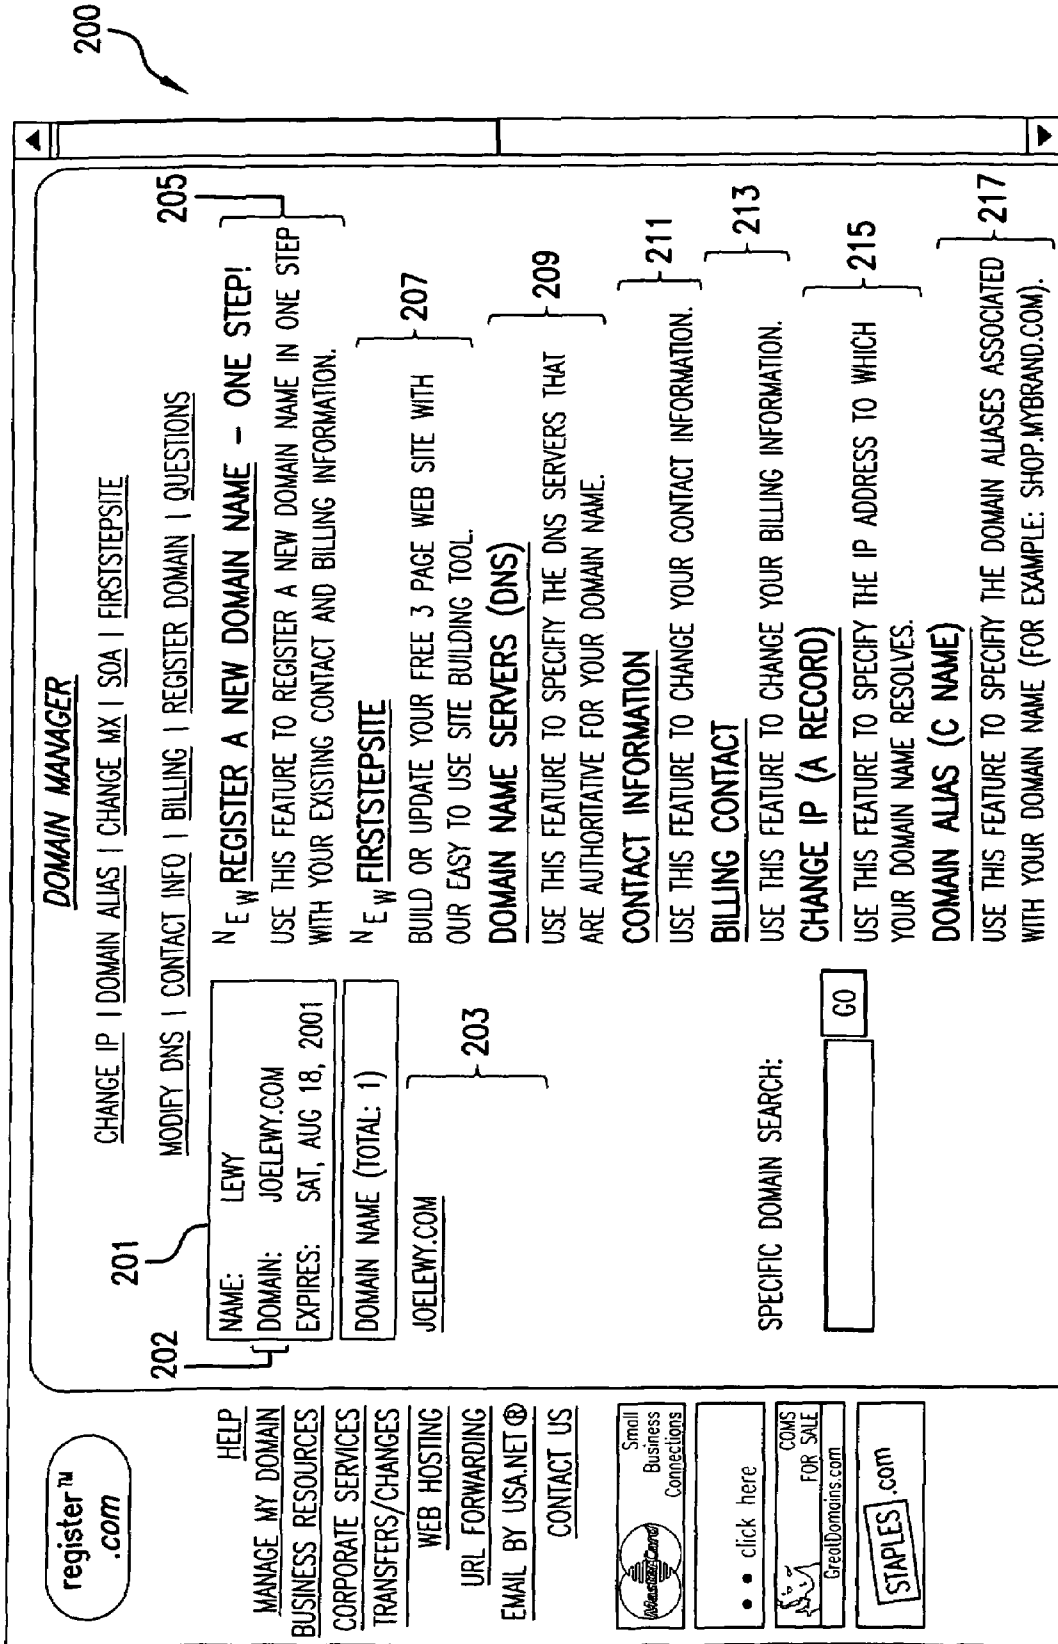 200
register™
.com
HELP
MANAGE MY DOMAIN
BUSINESS RESOURCES
CORPORATE SERVICES
TRANSFERS/CHANGES
WEB HOSTING
URL FORWARDING
EMAIL BY USA.NET®
CONTACT US
MasterCard
Small
Business
Connections
• • click here
COMS
FOR SALE
GreatDomains.com
STAPLES.com
DOMAIN MANAGER
CHANGE IP | DOMAIN ALIAS | CHANGE MX | SOA | FIRSTSTEPSITE
MODIFY DNS | CONTACT INFO | BILLING | REGISTER DOMAIN | QUESTIONS
201
202
NAME: LEWY
DOMAIN: JOELEWY.COM
EXPIRES: SAT, AUG 18, 2001
DOMAIN NAME (TOTAL: 1)
JOELEWY.COM
203
SPECIFIC DOMAIN SEARCH:
GO
205
NEW REGISTER A NEW DOMAIN NAME - ONE STEP!
USE THIS FEATURE TO REGISTER A NEW DOMAIN NAME IN ONE STEP
WITH YOUR EXISTING CONTACT AND BILLING INFORMATION.
NEW FIRSTSTEPSITE
207
BUILD OR UPDATE YOUR FREE 3 PAGE WEB SITE WITH
OUR EASY TO USE SITE BUILDING TOOL.
DOMAIN NAME SERVERS (DNS)
209
USE THIS FEATURE TO SPECIFY THE DNS SERVERS THAT
ARE AUTHORITATIVE FOR YOUR DOMAIN NAME.
CONTACT INFORMATION
211
USE THIS FEATURE TO CHANGE YOUR CONTACT INFORMATION.
BILLING CONTACT
213
USE THIS FEATURE TO CHANGE YOUR BILLING INFORMATION.
CHANGE IP (A RECORD)
215
USE THIS FEATURE TO SPECIFY THE IP ADDRESS TO WHICH
YOUR DOMAIN NAME RESOLVES.
DOMAIN ALIAS (C NAME)
217
USE THIS FEATURE TO SPECIFIY THE DOMAIN ALIASES ASSOCIATED
WITH YOUR DOMAIN NAME (FOR EXAMPLE: SHOP.MYBRAND.COM).